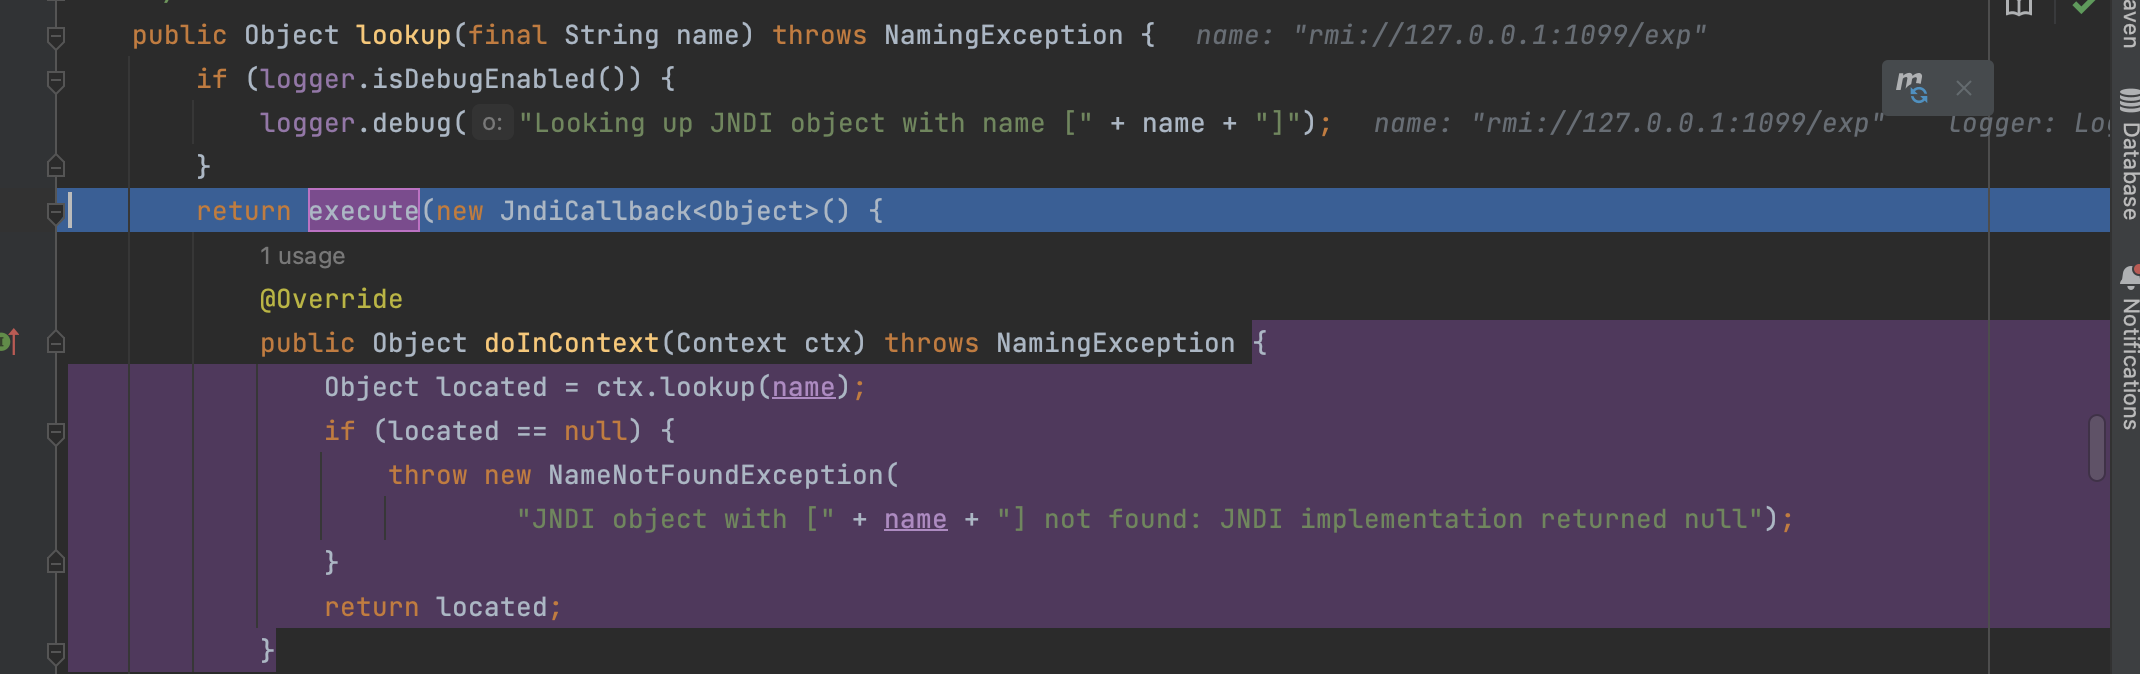 public Object lookup(final String name) throws NamingException {   name: "rmi://127.0.0.1:1099/exp"
if (logger.isDebugEnabled()) {
logger.debug( o: "Looking up JNDI object with name [" + name + "]");   name: "rmi://127.0.0.1:1099/exp"   logger:
}
return execute(new JndiCallback<Object>() {
1 usage
@Override
public Object doInContext(Context ctx) throws NamingException {
Object located = ctx.lookup(name);
if (located == null) {
throw new NameNotFoundException(
"JNDI object with [" + name + "] not found: JNDI implementation returned null");
}
return located;
}
m
Database
Notifications